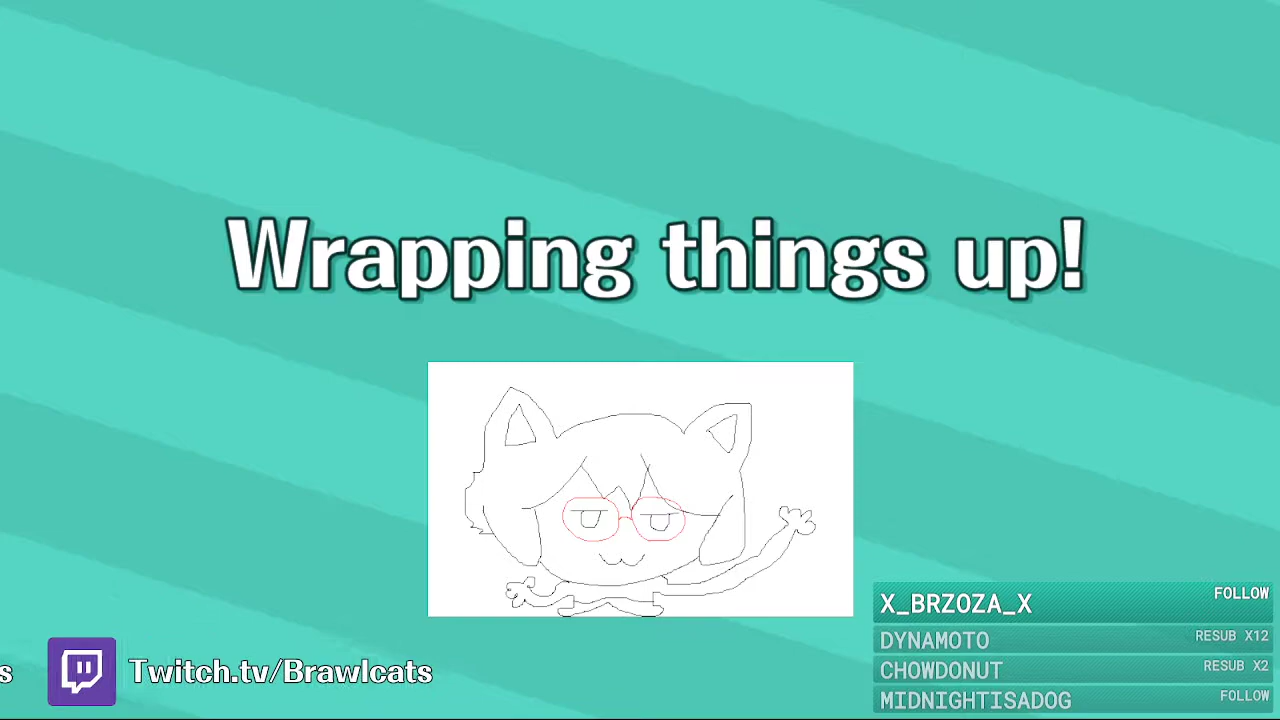 Wrapping things up!
X_BRZOZA_X FOLLOW
DYNAMOTO RESUB X12
CHOWDONUT RESUB X2
MIDNIGHTISADOG FOLLOW
s Twitch.tv/Brawlcats